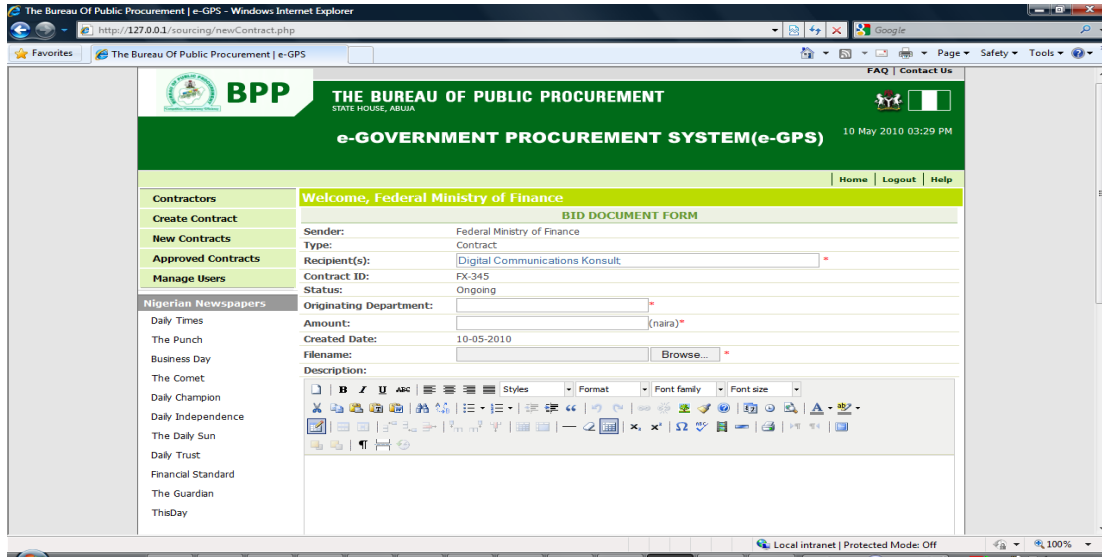 The Bureau Of Public Procurement | e-GPS - Windows Internet Explorer
http://127.0.0.1/sourcing/newContract.php
Google
Favorites
The Bureau Of Public Procurement | e-GPS
Page
Safety
Tools
FAQ | Contact Us
BPP
THE BUREAU OF PUBLIC PROCUREMENT
STATE HOUSE, ABUJA
e-GOVERNMENT PROCUREMENT SYSTEM(e-GPS)
10 May 2010 03:29 PM
Home | Logout | Help
Contractors
Create Contract
New Contracts
Approved Contracts
Manage Users
Nigerian Newspapers
Daily Times
The Punch
Business Day
The Comet
Daily Champion
Daily Independence
The Daily Sun
Daily Trust
Financial Standard
The Guardian
ThisDay
Welcome, Federal Ministry of Finance
BID DOCUMENT FORM
Sender: Federal Ministry of Finance
Type: Contract
Recipient(s): Digital Communications Konsult; *
Contract ID: FX-345
Status: Ongoing
Originating Department: *
Amount: (naira)*
Created Date: 10-05-2010
Filename: Browse... *
Description:
B I U ABC Styles Format Font family Font size
Local intranet | Protected Mode: Off
100%